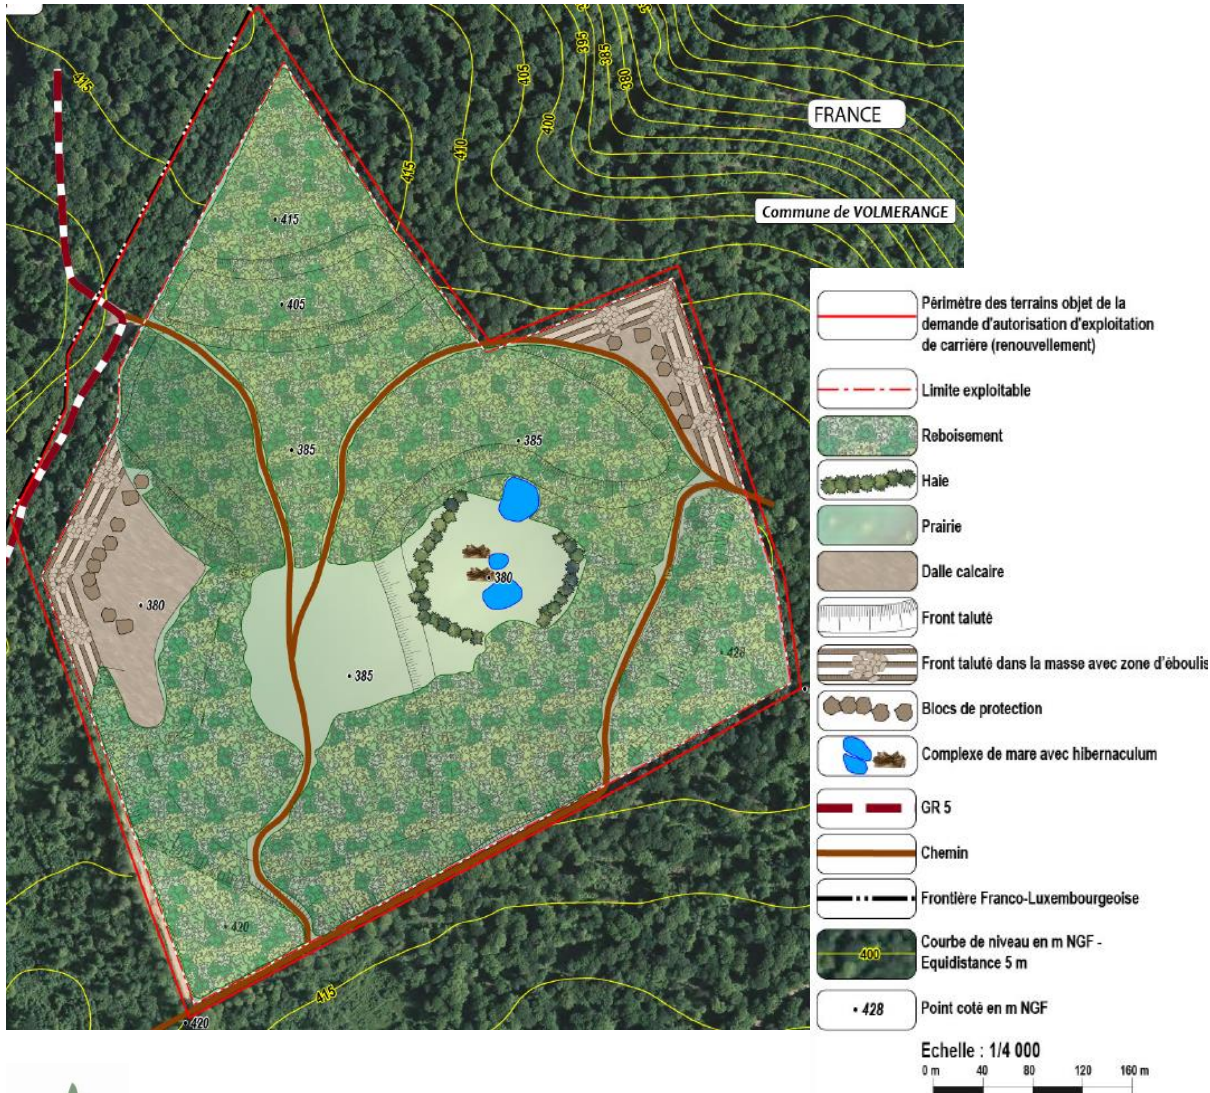 415
395
385
380
405
400
410
415
FRANCE
Commune de VOLMERANGE
• 415
• 405
• 385
• 385
• 380
• 380
• 385
• 428
• 420
• 420
415
Périmètre des terrains objet de la
demande d'autorisation d'exploitation
de carrière (renouvellement)
Limite exploitable
Reboisement
Haie
Prairie
Dalle calcaire
Front taluté
Front taluté dans la masse avec zone d'éboulis
Blocs de protection
Complexe de mare avec hibernaculum
GR 5
Chemin
Frontière Franco-Luxembourgeoise
400
Courbe de niveau en m NGF -
Equidistance 5 m
• 428
Point coté en m NGF
Echelle : 1/4 000
0 m 40 80 120 160 m